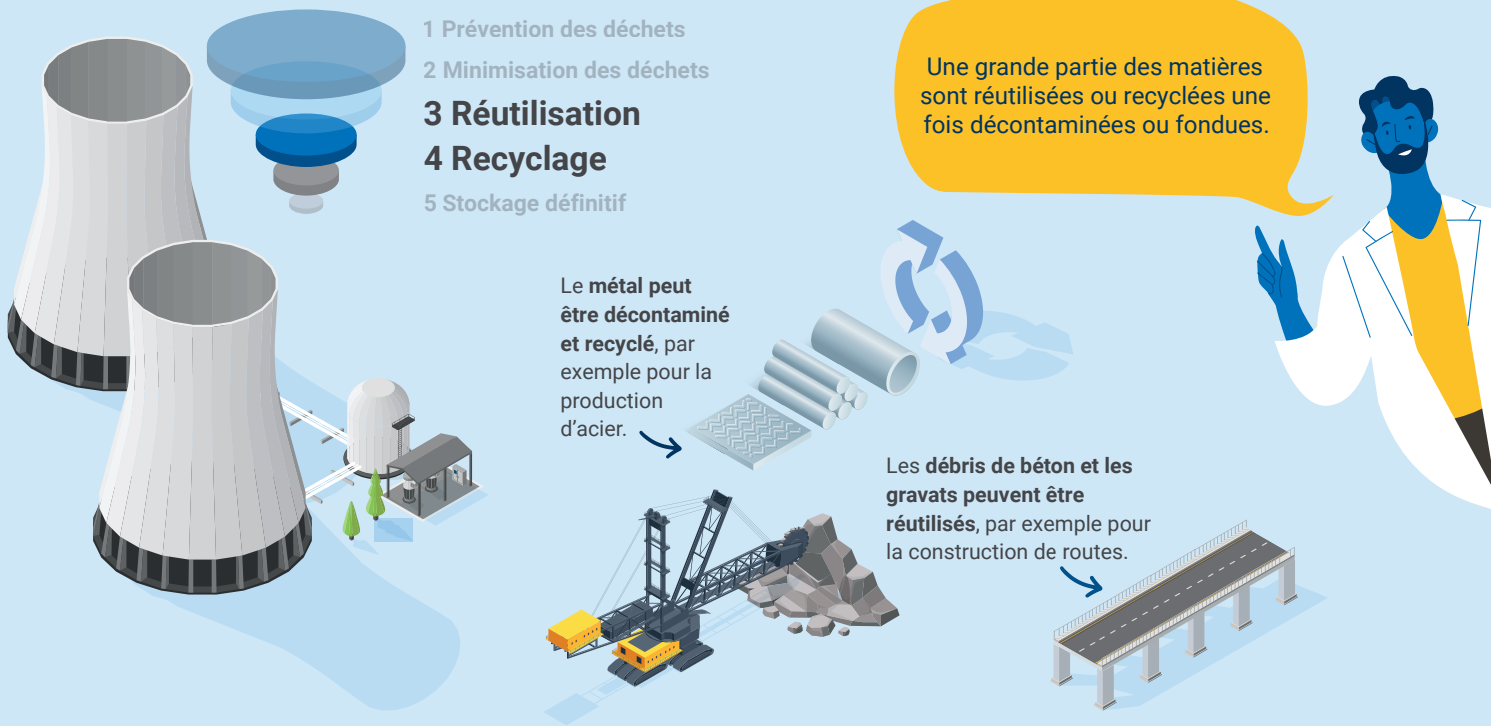 1 Prévention des déchets
2 Minimisation des déchets
3 Réutilisation
4 Recyclage
5 Stockage définitif
Une grande partie des matières
sont réutilisées ou recyclées une
fois décontaminées ou fondues.
Le métal peut
être décontaminé
et recyclé, par
exemple pour la
production
d’acier.
Les débris de béton et les
gravats peuvent être
réutilisés, par exemple pour
la construction de routes.